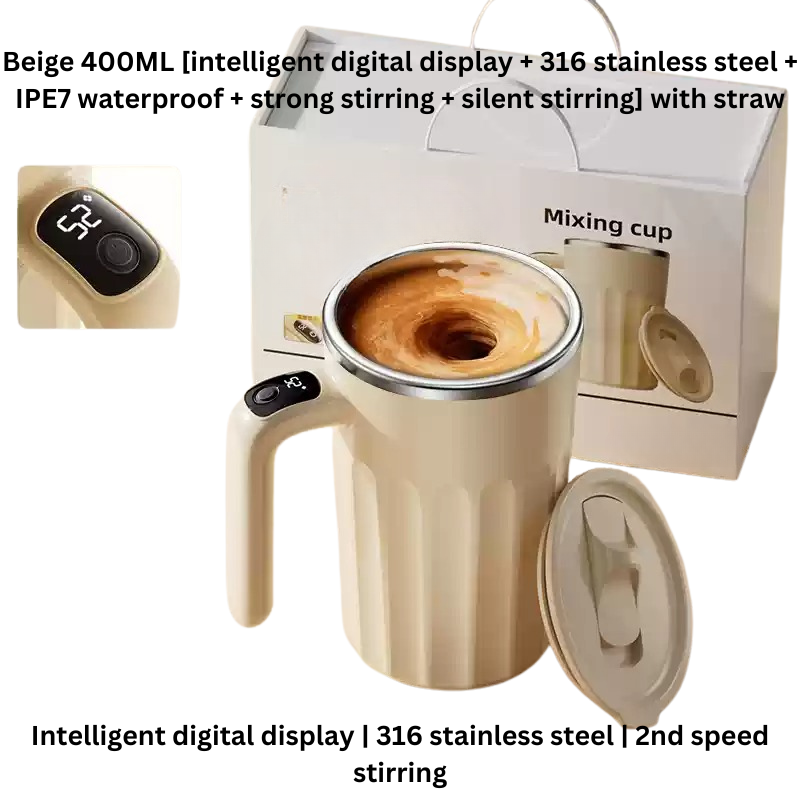 Beige 400ML [intelligent digital display + 316 stainless steel +
IPE7 waterproof + strong stirring + silent stirring] with straw
Mixing cup
52°
52°
Intelligent digital display | 316 stainless steel | 2nd speed
stirring